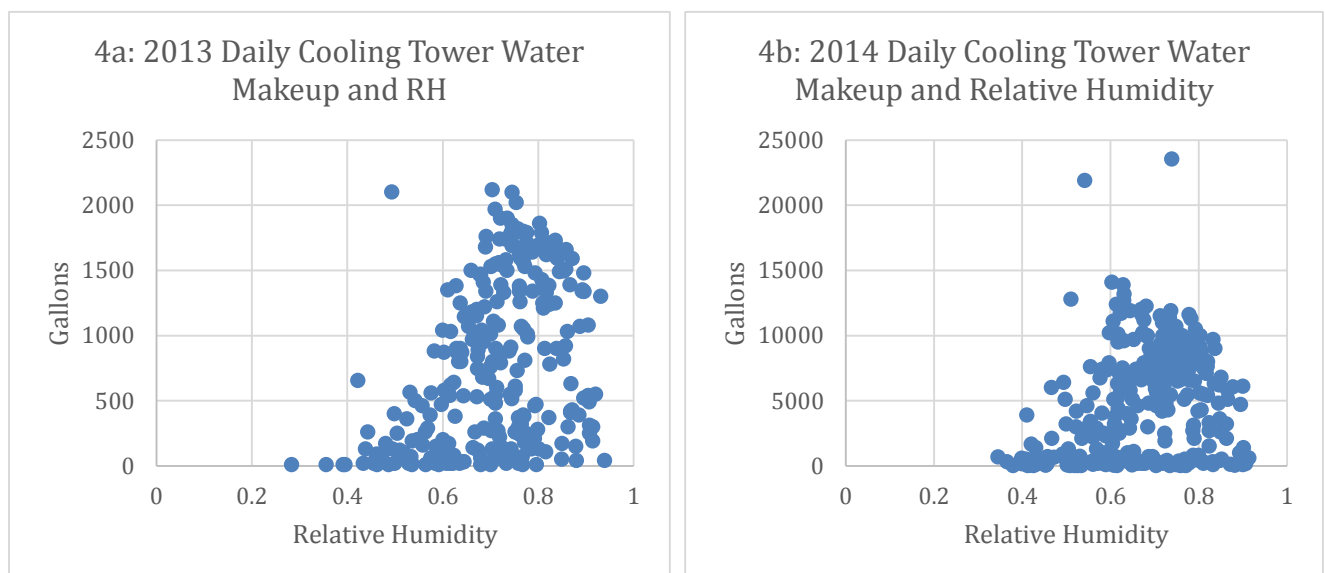 4a: 2013 Daily Cooling Tower Water
Makeup and RH
2500
2000
1500
1000
500
0
Gallons
0 0.2 0.4 0.6 0.8 1
Relative Humidity
4b: 2014 Daily Cooling Tower Water
Makeup and Relative Humidity
25000
20000
15000
10000
5000
0
Gallons
0 0.2 0.4 0.6 0.8 1
Relative Humidity